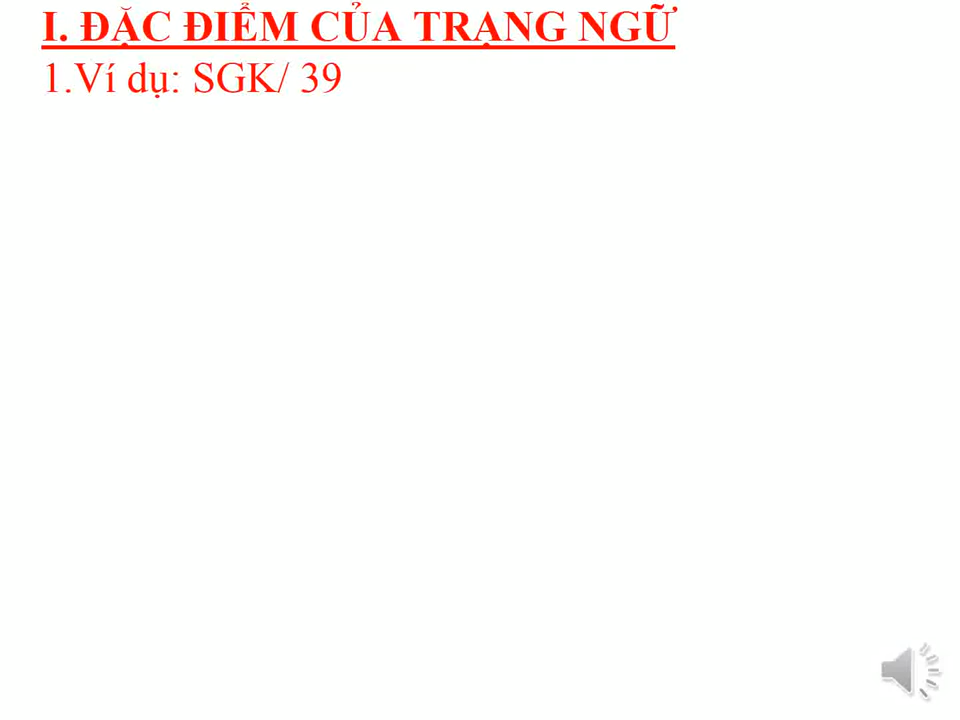 I. ĐẶC ĐIỂM CỦA TRẠNG NGỮ
1.Ví dụ: SGK/ 39